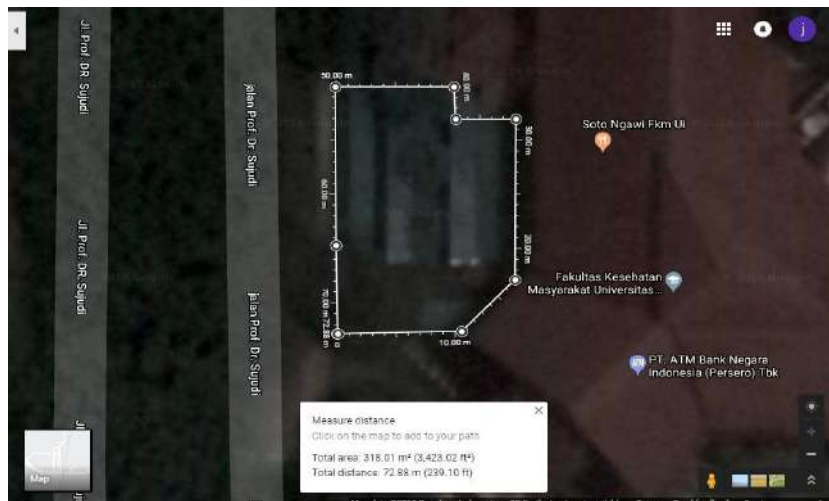 j
Jl. Prof. DR. Sujudi
jalan Prof. Dr. Sujudi
50.00 m
40.00 m
30.00 m
Soto Ngawi Fkm Ui
60.00 m
20.00 m
Jl. Prof. DR. Sujudi
jalan Prof. Dr. Sujudi
Fakultas Kesehatan
Masyarakat Universitas...
70.00 m
72.88 m
0
10.00 m
ATM
PT. ATM Bank Negara
Indonesia (Persero) Tbk
Measure distance
Click on the map to add to your path
Total area: 318.01 m² (3,423.02 ft²)
Total distance: 72.88 m (239.10 ft)
Map